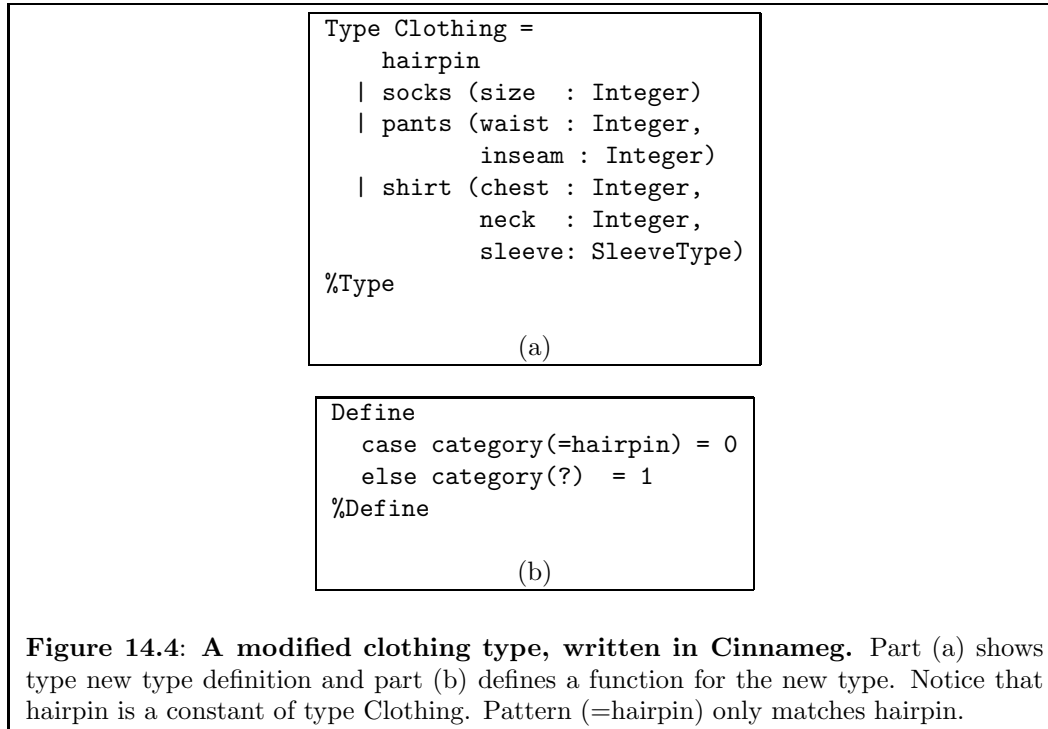 Type Clothing =
    hairpin
  | socks (size  : Integer)
  | pants (waist : Integer,
          inseam : Integer)
  | shirt (chest : Integer,
          neck  : Integer,
          sleeve: SleeveType)
%Type
(a)
Define
  case category(=hairpin) = 0
  else category(?)  = 1
%Define
(b)
Figure 14.4: A modified clothing type, written in Cinnameg. Part (a) shows
type new type definition and part (b) defines a function for the new type. Notice that
hairpin is a constant of type Clothing. Pattern (=hairpin) only matches hairpin.